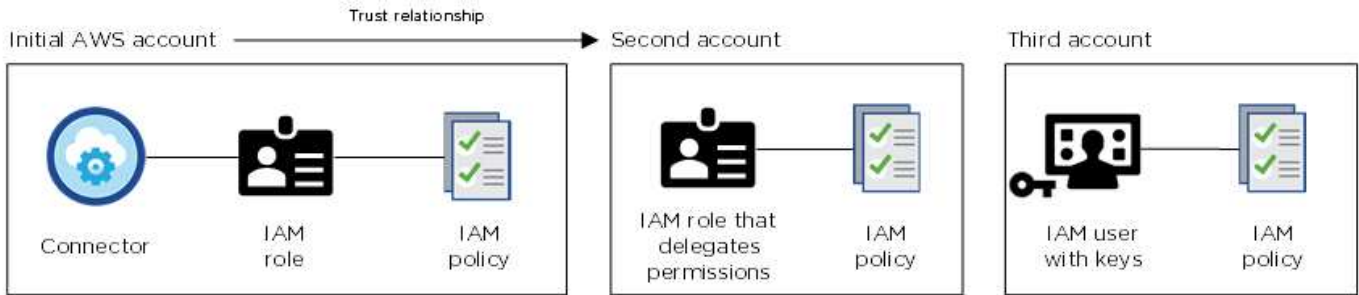 Trust relationship
Initial AWS account
Second account
Third account
Connector
IAM
role
IAM
policy
IAM role that
delegates
permissions
IAM
policy
IAM user
with keys
IAM
policy